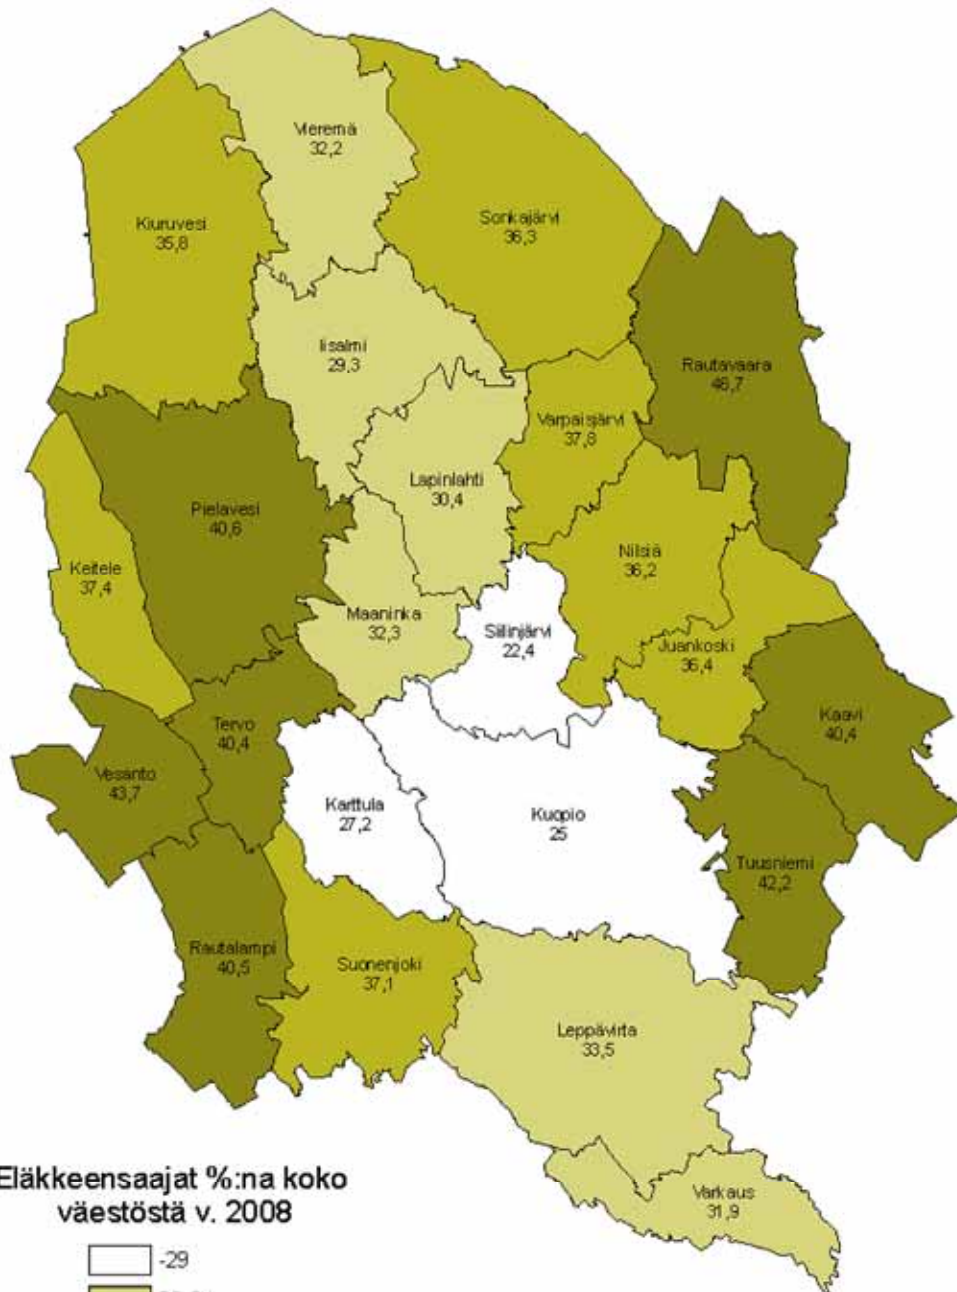 Vieremä
32,2
Kiuruvesi
35,8
Sonkajärvi
36,3
Iisalmi
29,3
Rautavaara
46,7
Varpaisjärvi
37,8
Lapinlahti
30,4
Pielavesi
40,6
Nilsiä
36,2
Keitele
37,4
Maaninka
32,3
Siilinjärvi
22,4
Juankoski
36,4
Kaavi
40,4
Tervo
40,4
Vesanto
43,7
Karttula
27,2
Kuopio
25
Tuusniemi
42,2
Rautalampi
40,5
Suonenjoki
37,1
Leppävirta
33,5
Varkaus
31,9
Eläkkeensaajat %:na koko
väestöstä v. 2008
-29